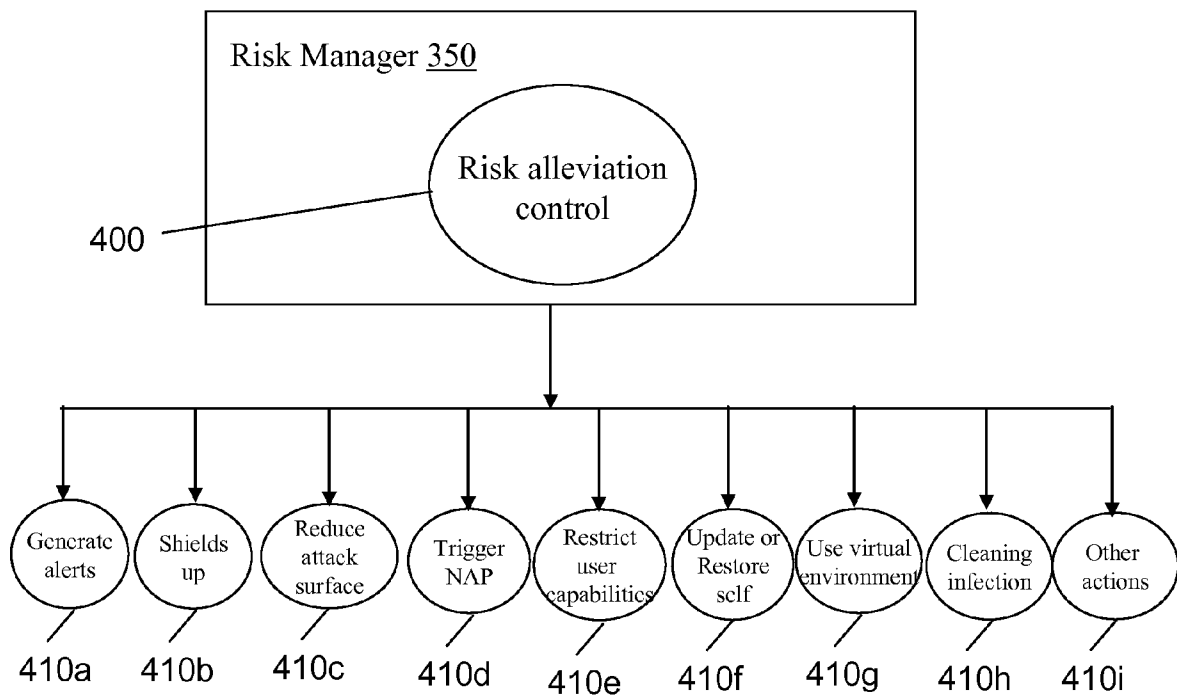 Risk Manager 350
Risk alleviation
control
400
Generate
alerts
Shields
up
Reduce
attack
surface
Trigger
NAP
Restrict
user
capabilities
Update or
Restore
self
Use virtual
environment
Cleaning
infection
Other
actions
410a
410b
410c
410d
410e
410f
410g
410h
410i